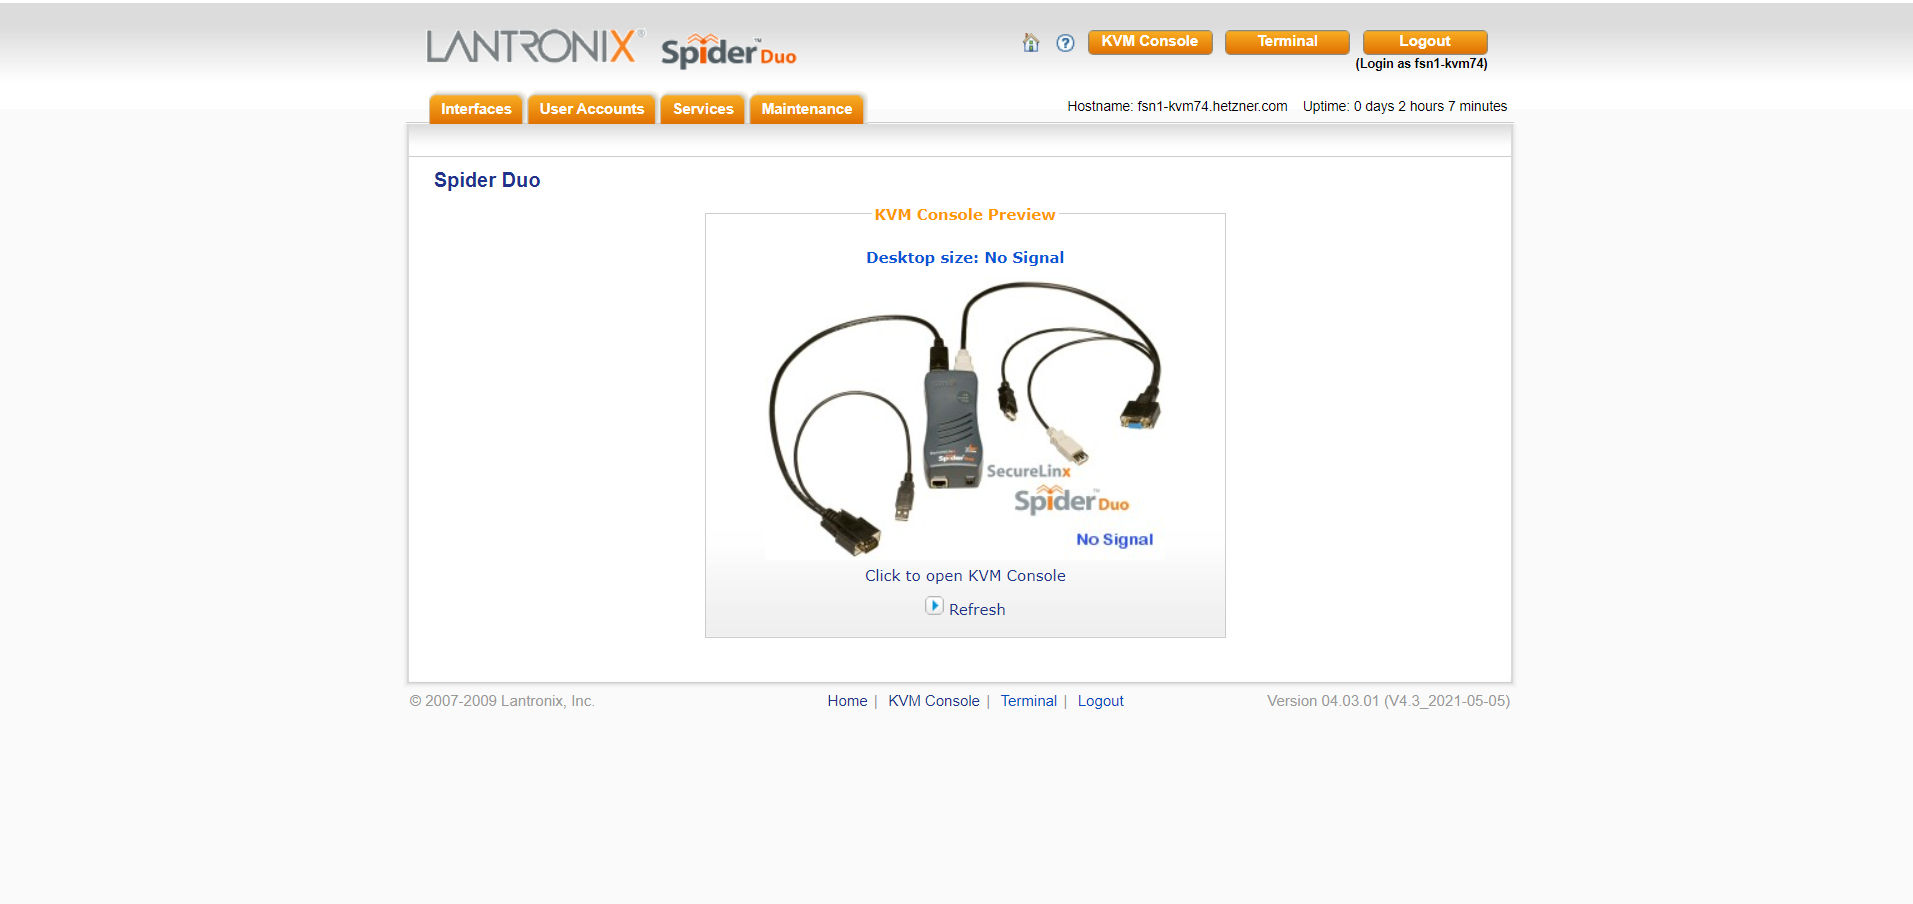 LANTRONIX® Spider™ Duo
KVM Console Terminal Logout
(Login as fsn1-kvm74)
Interfaces User Accounts Services Maintenance
Hostname: fsn1-kvm74.hetzner.com Uptime: 0 days 2 hours 7 minutes
Spider Duo
KVM Console Preview
Desktop size: No Signal
SecureLinx
Spider™ Duo
No Signal
Click to open KVM Console
Refresh
© 2007-2009 Lantronix, Inc. Home | KVM Console | Terminal | Logout Version 04.03.01 (V4.3_2021-05-05)